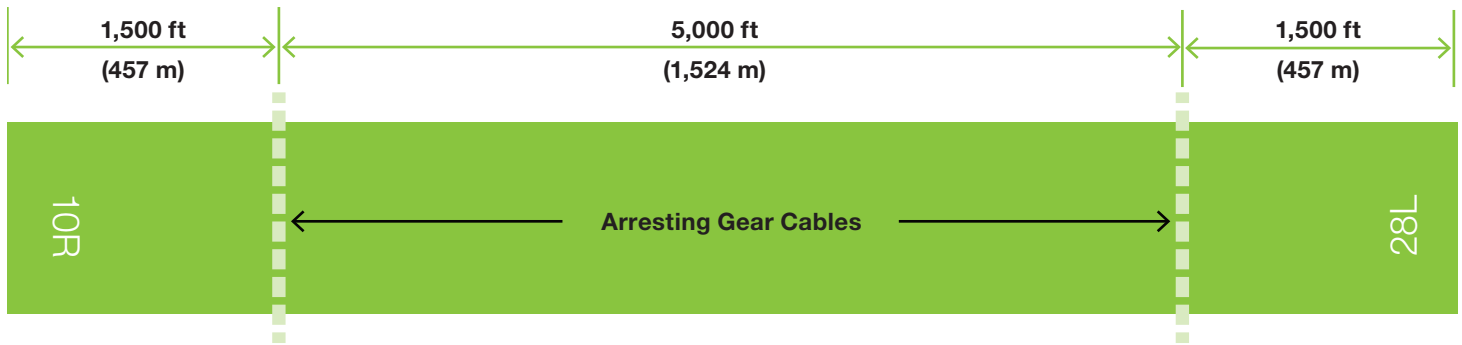 1,500 ft
(457 m)
5,000 ft
(1,524 m)
1,500 ft
(457 m)
10R
Arresting Gear Cables
28L